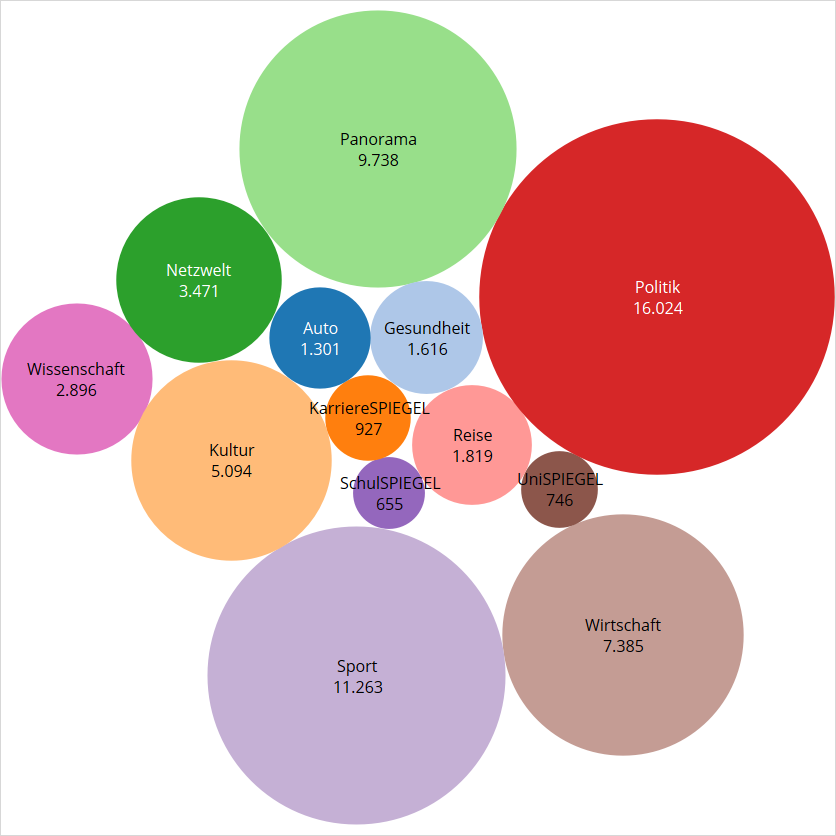 Panorama
9.738
Politik
16.024
Netzwelt
3.471
Auto
1.301
Gesundheit
1.616
Wissenschaft
2.896
KarriereSPIEGEL
927
Kultur
5.094
Reise
1.819
SchulSPIEGEL
655
UniSPIEGEL
746
Wirtschaft
7.385
Sport
11.263